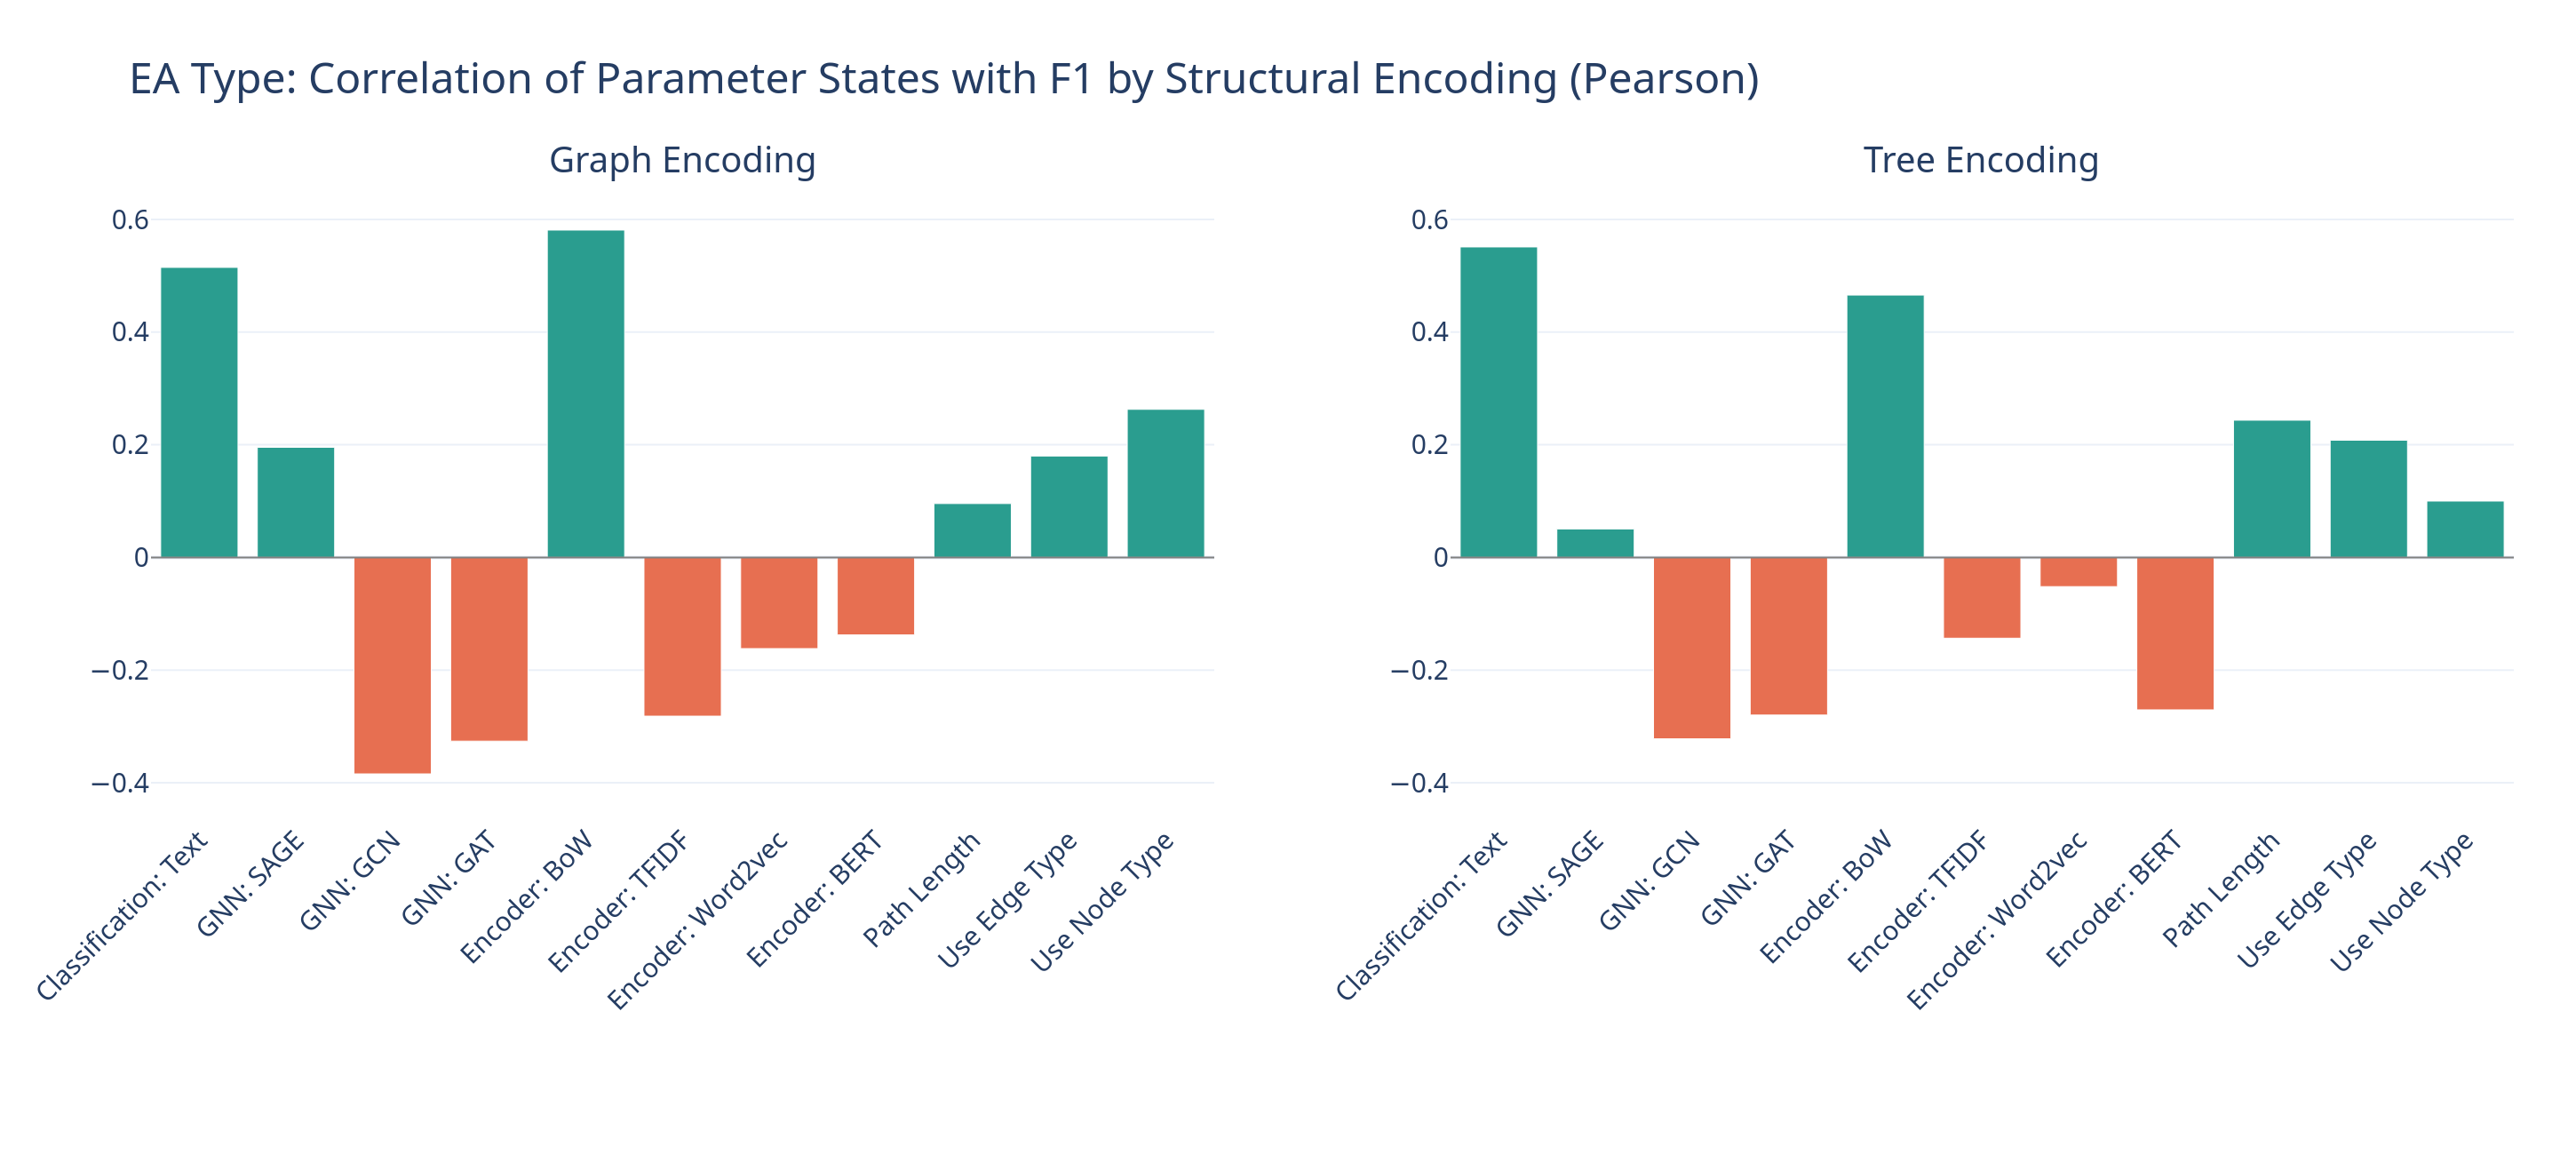 EA Type: Correlation of Parameter States with F1 by Structural Encoding (Pearson)
Graph Encoding
0.6
0.4
0.2
0
−0.2
−0.4
Classification: Text
GNN: SAGE
GNN: GCN
GNN: GAT
Encoder: BoW
Encoder: TFIDF
Encoder: Word2vec
Encoder: BERT
Path Length
Use Edge Type
Use Node Type
Tree Encoding
0.6
0.4
0.2
0
−0.2
−0.4
Classification: Text
GNN: SAGE
GNN: GCN
GNN: GAT
Encoder: BoW
Encoder: TFIDF
Encoder: Word2vec
Encoder: BERT
Path Length
Use Edge Type
Use Node Type